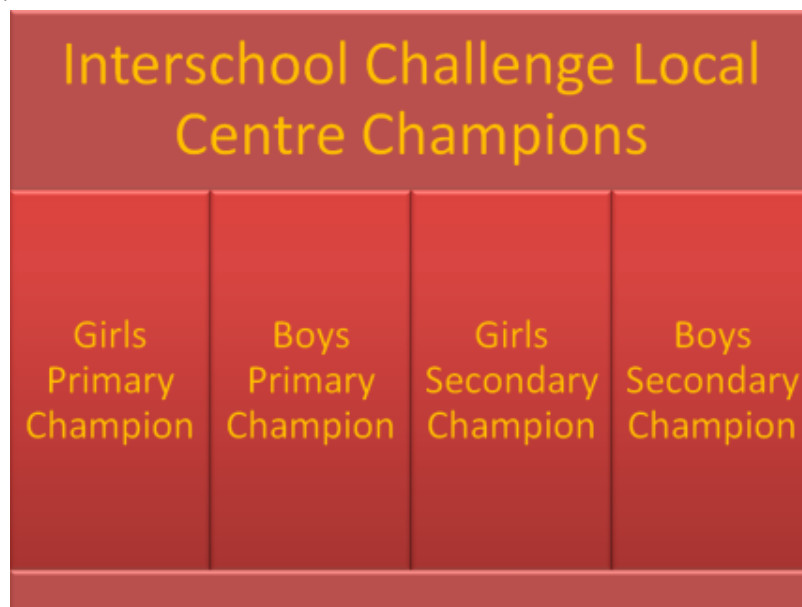 Interschool Challenge Local
Centre Champions
Girls
Primary
Champion
Boys
Primary
Champion
Girls
Secondary
Champion
Boys
Secondary
Champion